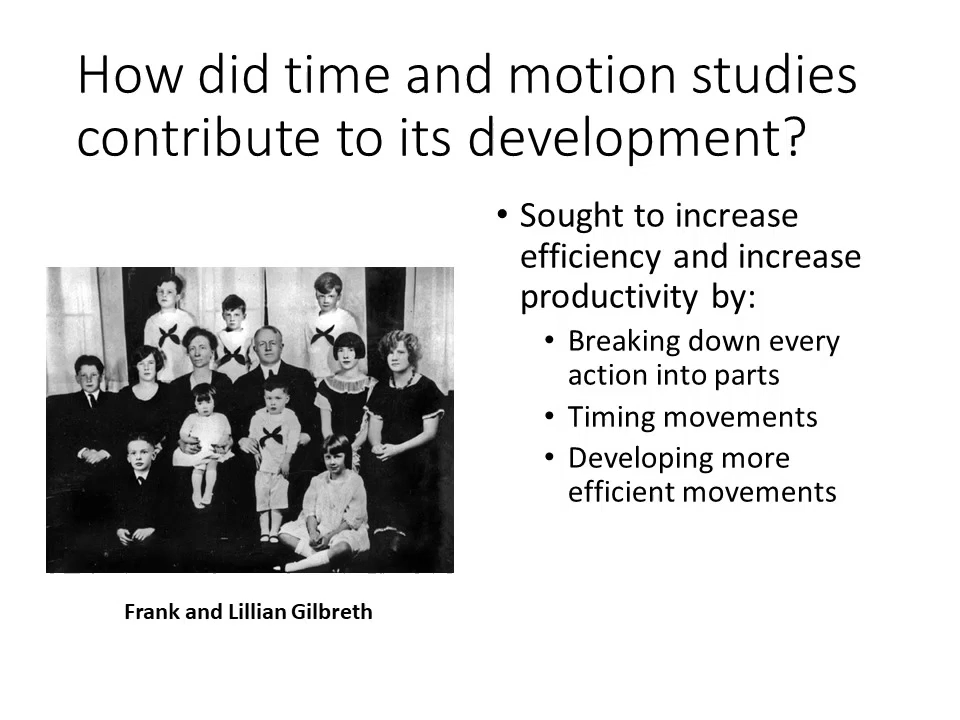 How did time and motion studies
contribute to its development?
• Sought to increase
efficiency and increase
productivity by:
• Breaking down every
action into parts
• Timing movements
• Developing more
efficient movements
Frank and Lillian Gilbreth